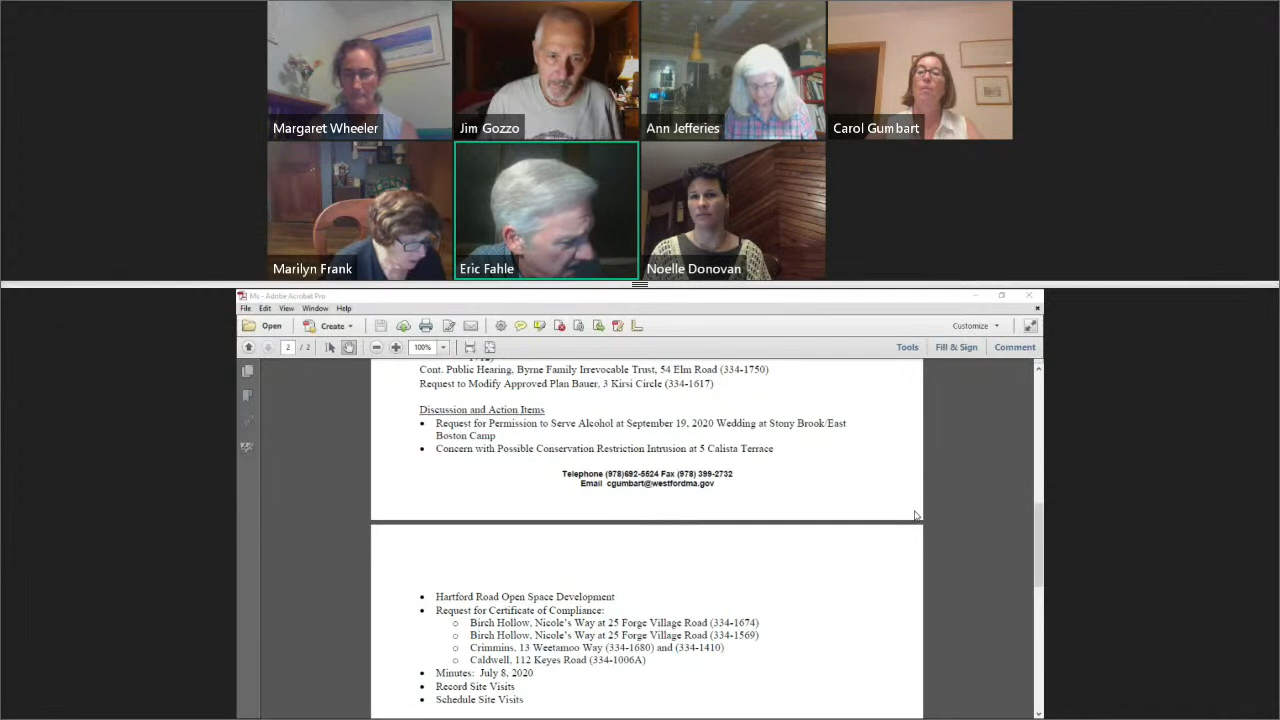 Margaret Wheeler
Jim Gozzo
Ann Jefferies
Carol Gumbart
Marilyn Frank
Eric Fahle
Noelle Donovan
Mc - Adobe Acrobat Pro
File Edit View Window Help
Open Create Customize
2 / 2 100% Tools Fill & Sign Comment
Cont. Public Hearing, Byrne Family Irrevocable Trust, 54 Elm Road (334-1750)
Request to Modify Approved Plan Bauer, 3 Kirsi Circle (334-1617)
Discussion and Action Items
• Request for Permission to Serve Alcohol at September 19, 2020 Wedding at Stony Brook/East
Boston Camp
• Concern with Possible Conservation Restriction Intrusion at 5 Calista Terrace
Telephone (978)692-5524 Fax (978) 399-2732
Email cgumbart@westfordma.gov
• Hartford Road Open Space Development
• Request for Certificate of Compliance:
o Birch Hollow, Nicole's Way at 25 Forge Village Road (334-1674)
o Birch Hollow, Nicole's Way at 25 Forge Village Road (334-1569)
o Crimmins, 13 Weetamoo Way (334-1680) and (334-1410)
o Caldwell, 112 Keyes Road (334-1006A)
• Minutes: July 8, 2020
• Record Site Visits
• Schedule Site Visits